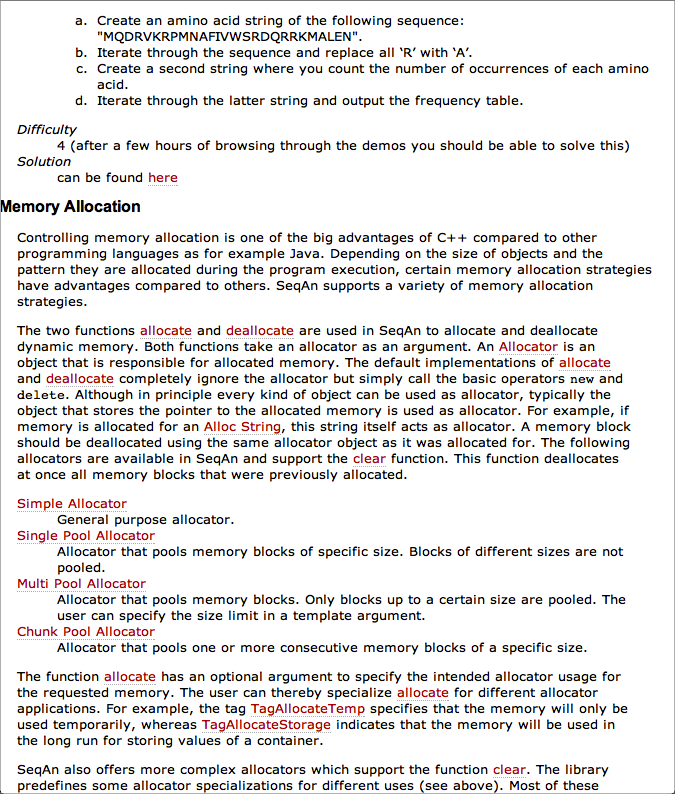 a. Create an amino acid string of the following sequence:
"MQDRVKRPMNAFIVWSRDQRRKMALEN".
b. Iterate through the sequence and replace all ‘R’ with ‘A’.
c. Create a second string where you count the number of occurrences of each amino
acid.
d. Iterate through the latter string and output the frequency table.
Difficulty
4 (after a few hours of browsing through the demos you should be able to solve this)
Solution
can be found here
Memory Allocation
Controlling memory allocation is one of the big advantages of C++ compared to other
programming languages as for example Java. Depending on the size of objects and the
pattern they are allocated during the program execution, certain memory allocation strategies
have advantages compared to others. SeqAn supports a variety of memory allocation
strategies.
The two functions allocate and deallocate are used in SeqAn to allocate and deallocate
dynamic memory. Both functions take an allocator as an argument. An Allocator is an
object that is responsible for allocated memory. The default implementations of allocate
and deallocate completely ignore the allocator but simply call the basic operators new and
delete. Although in principle every kind of object can be used as allocator, typically the
object that stores the pointer to the allocated memory is used as allocator. For example, if
memory is allocated for an Alloc String, this string itself acts as allocator. A memory block
should be deallocated using the same allocator object as it was allocated for. The following
allocators are available in SeqAn and support the clear function. This function deallocates
at once all memory blocks that were previously allocated.
Simple Allocator
General purpose allocator.
Single Pool Allocator
Allocator that pools memory blocks of specific size. Blocks of different sizes are not
pooled.
Multi Pool Allocator
Allocator that pools memory blocks. Only blocks up to a certain size are pooled. The
user can specify the size limit in a template argument.
Chunk Pool Allocator
Allocator that pools one or more consecutive memory blocks of a specific size.
The function allocate has an optional argument to specify the intended allocator usage for
the requested memory. The user can thereby specialize allocate for different allocator
applications. For example, the tag TagAllocateTemp specifies that the memory will only be
used temporarily, whereas TagAllocateStorage indicates that the memory will be used in
the long run for storing values of a container.
SeqAn also offers more complex allocators which support the function clear. The library
predefines some allocator specializations for different uses (see above). Most of these